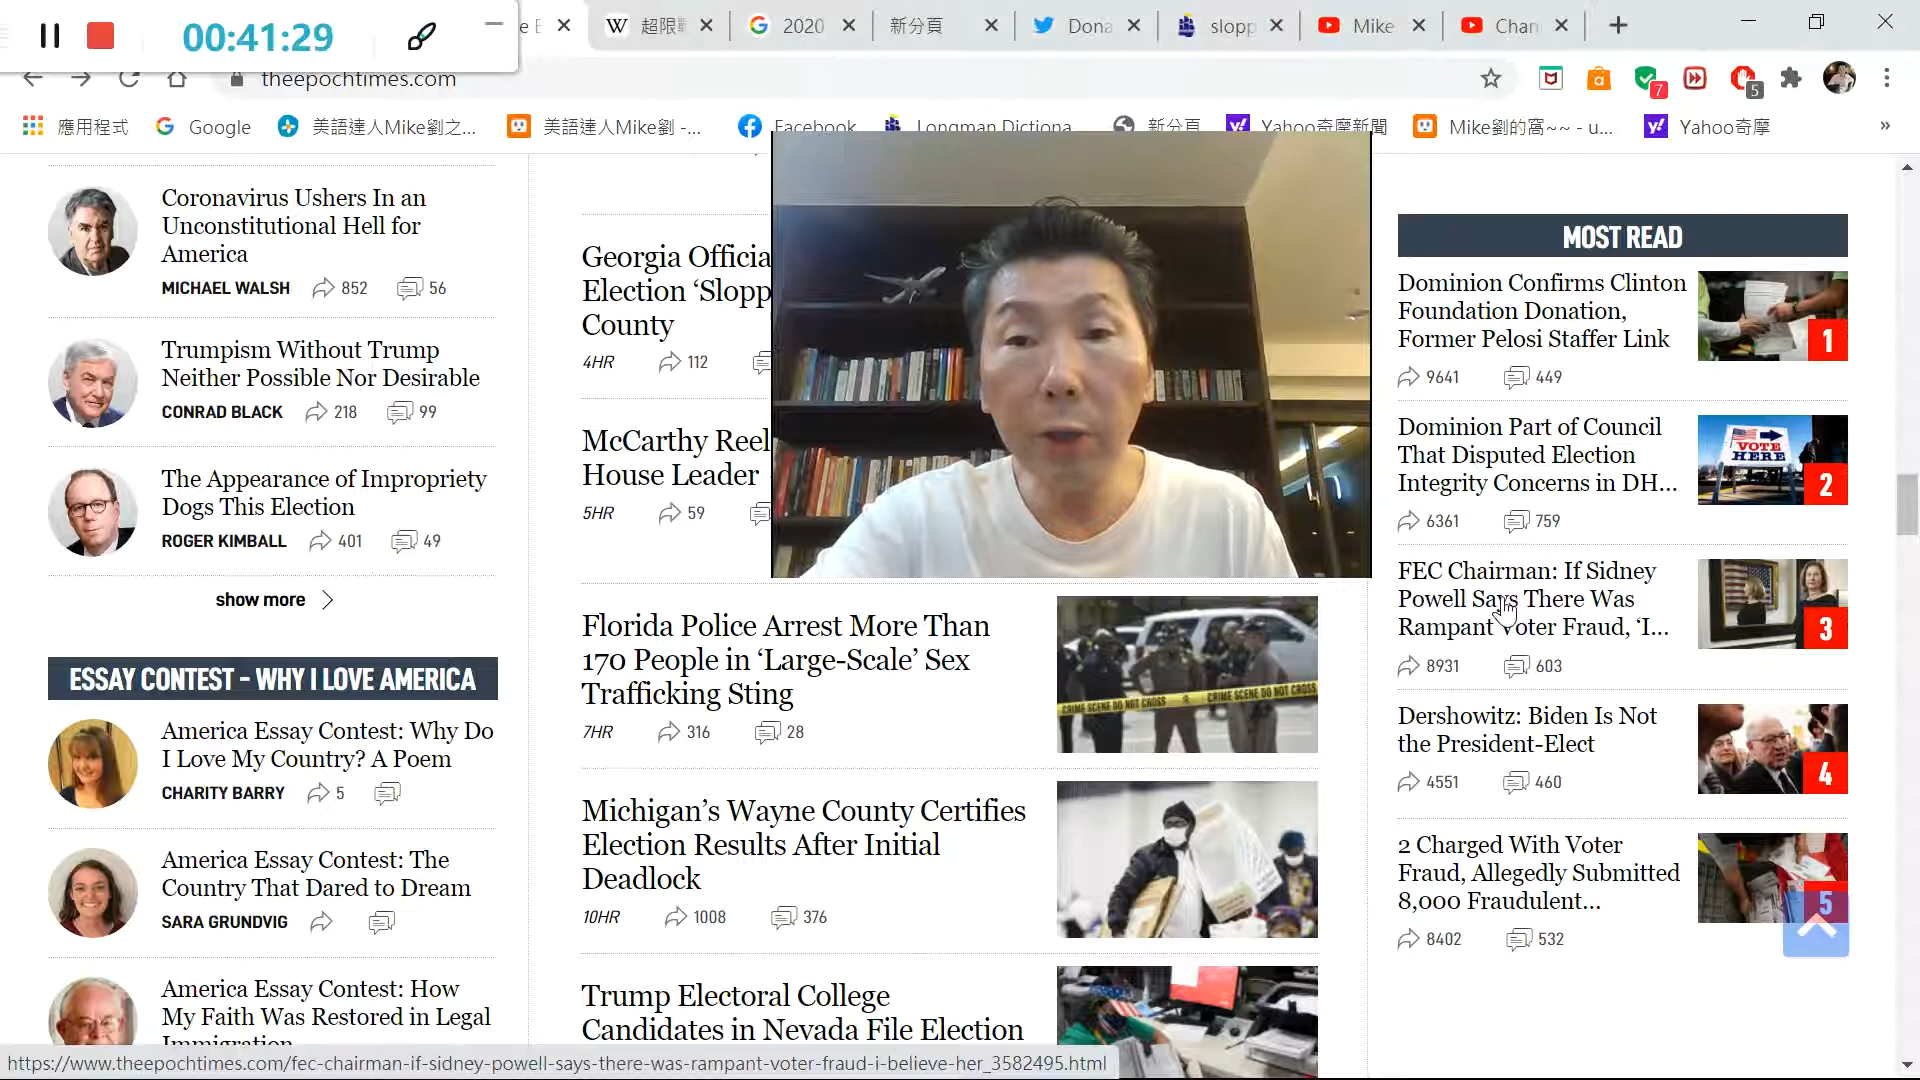 00:41:29
超限
2020
新分頁
Dona
slopp
Mike
Chan
theepochtimes.com
7
5
應用程式
Google
美語達人Mike劉之...
美語達人Mike劉 -...
Facebook
Longman Dictiona
新分頁
Yahoo奇摩新聞
Mike劉的窩~~ - u...
Yahoo奇摩
»
Coronavirus Ushers In an
Unconstitutional Hell for
America
MICHAEL WALSH 852 56
Trumpism Without Trump
Neither Possible Nor Desirable
CONRAD BLACK 218 99
The Appearance of Impropriety
Dogs This Election
ROGER KIMBALL 401 49
show more
ESSAY CONTEST – WHY I LOVE AMERICA
America Essay Contest: Why Do
I Love My Country? A Poem
CHARITY BARRY 5
America Essay Contest: The
Country That Dared to Dream
SARA GRUNDVIG
America Essay Contest: How
My Faith Was Restored in Legal
Immigration
Georgia Officia
Election ‘Slopp
County
4HR 112
McCarthy Reel
House Leader
5HR 59
Florida Police Arrest More Than
170 People in ‘Large-Scale’ Sex
Trafficking Sting
7HR 316 28
CRIME SCENE DO NOT CROSS CRIME SCENE DO NOT CROSS
Michigan’s Wayne County Certifies
Election Results After Initial
Deadlock
10HR 1008 376
Trump Electoral College
Candidates in Nevada File Election
MOST READ
Dominion Confirms Clinton
Foundation Donation,
Former Pelosi Staffer Link
9641 449
1
Dominion Part of Council
That Disputed Election
Integrity Concerns in DH...
6361 759
VOTE
HERE
2
FEC Chairman: If Sidney
Powell Says There Was
Rampant Voter Fraud, ‘I...
8931 603
3
Dershowitz: Biden Is Not
the President-Elect
4551 460
4
2 Charged With Voter
Fraud, Allegedly Submitted
8,000 Fraudulent...
8402 532
5
https://www.theepochtimes.com/fec-chairman-if-sidney-powell-says-there-was-rampant-voter-fraud-i-believe-her_3582495.html